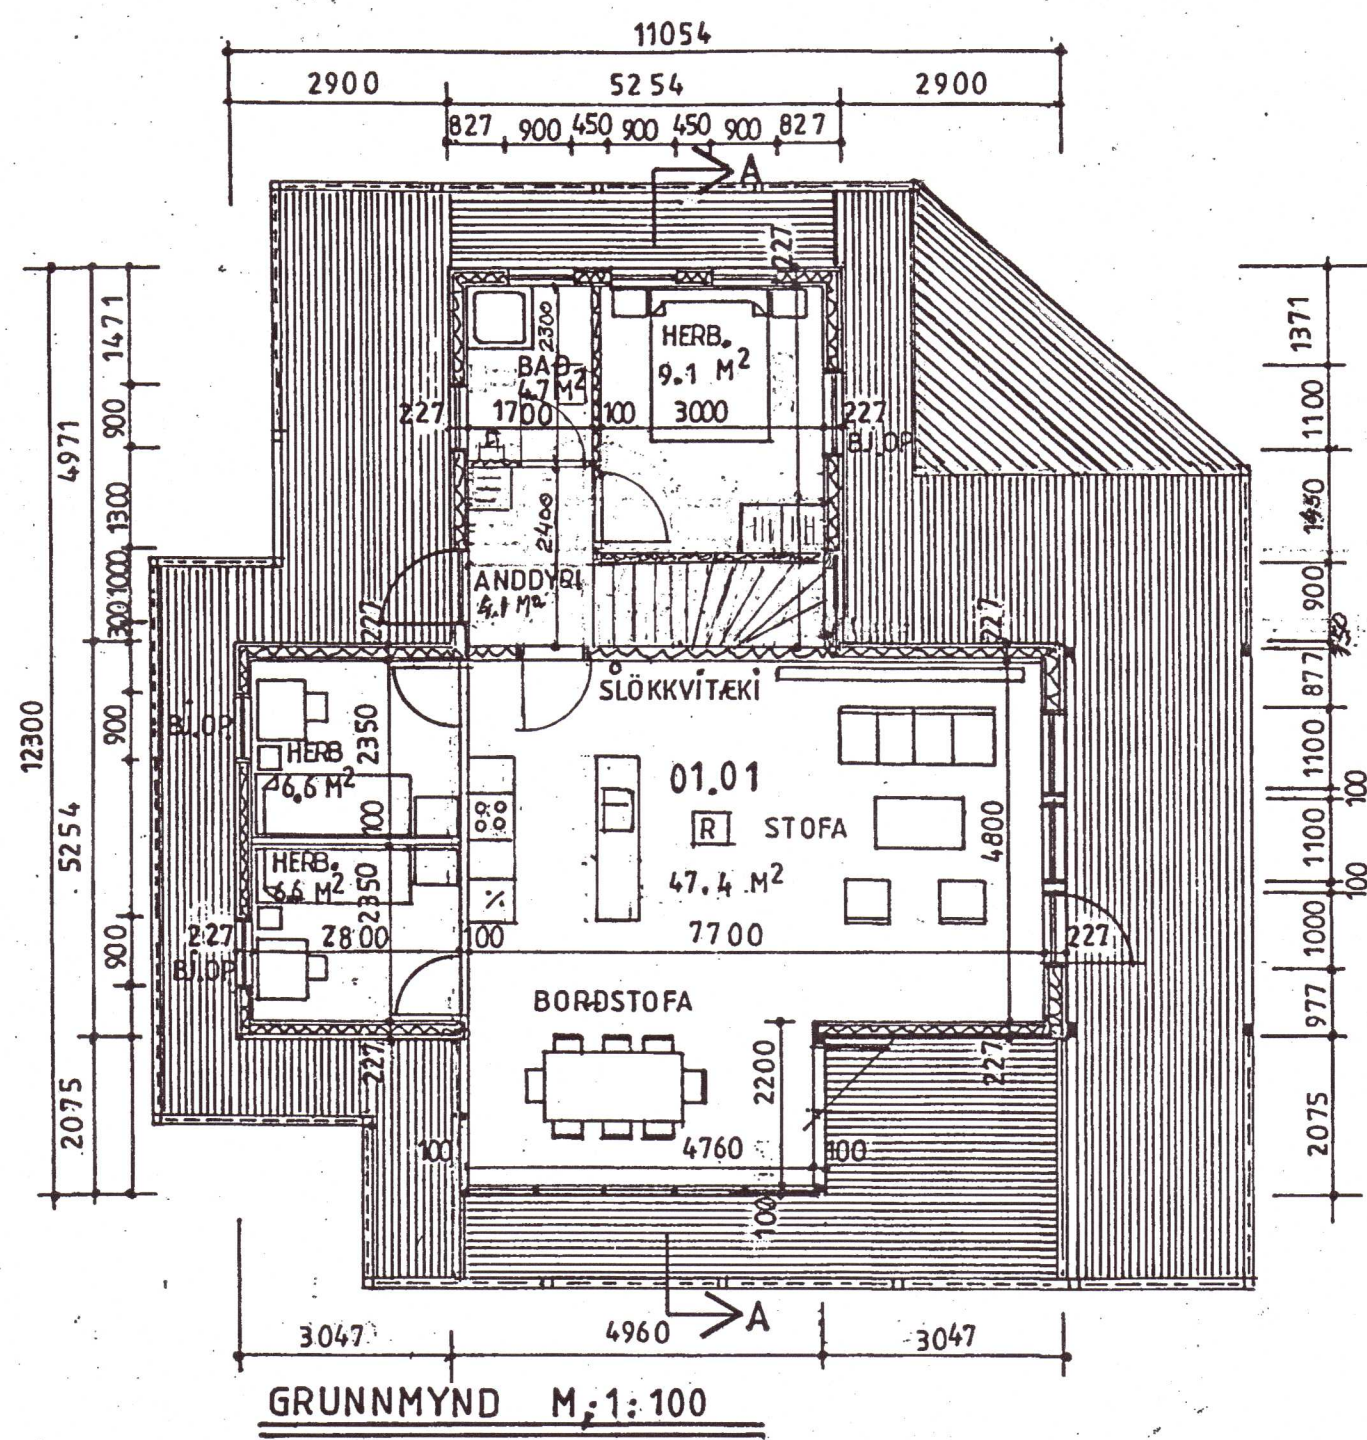 11054
2900 5254 2900
827 900 450 900 450 900 827
A
227
1471
1371
2300
HERB.
9.1 M²
BAÐ
4.7 M²
900
1100
227 1700 100 3000 227
BJ.OP
4971
1300
2400
1000
900
ANDDYRI
4.1 M²
300
227
227
SLÖKKVITÆKI
877
BJ.OP.
900
2350
HERB
6.6 M²
12300
01.01
1100
100
R STOFA
4800
100
5254
HERB.
6.6 M²
2350
47.4 M²
1100
100
227 2800 100 7700 227
900
BJ.OP
1000
BORÐSTOFA
977
227
2200
227
2075
2075
100 4760 100
100
A
3047 4960 3047
GRUNNMYND M.:1:100